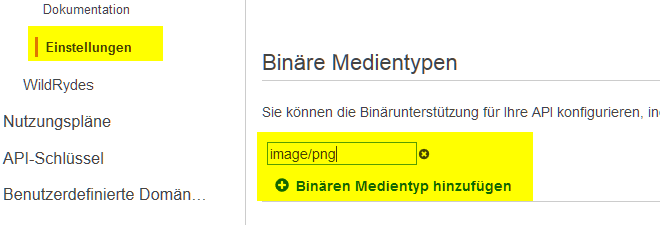 Dokumentation
Einstellungen
WildRydes
Nutzungspläne
API-Schlüssel
Benutzerdefinierte Domän…
Binäre Medientypen
Sie können die Binärunterstützung für Ihre API konfigurieren, in
image/png
Binären Medientyp hinzufügen